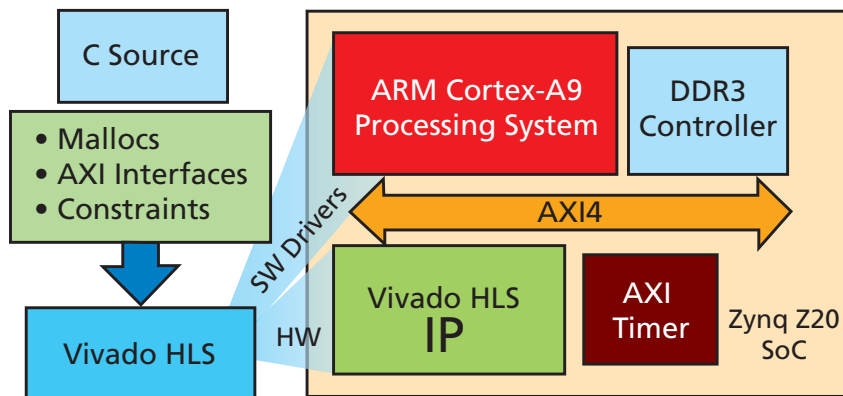 C Source
• Mallocs
• AXI Interfaces
• Constraints
Vivado HLS
SW Drivers
HW
ARM Cortex-A9
Processing System
DDR3
Controller
AXI4
Vivado HLS
IP
AXI
Timer
Zynq Z20
SoC